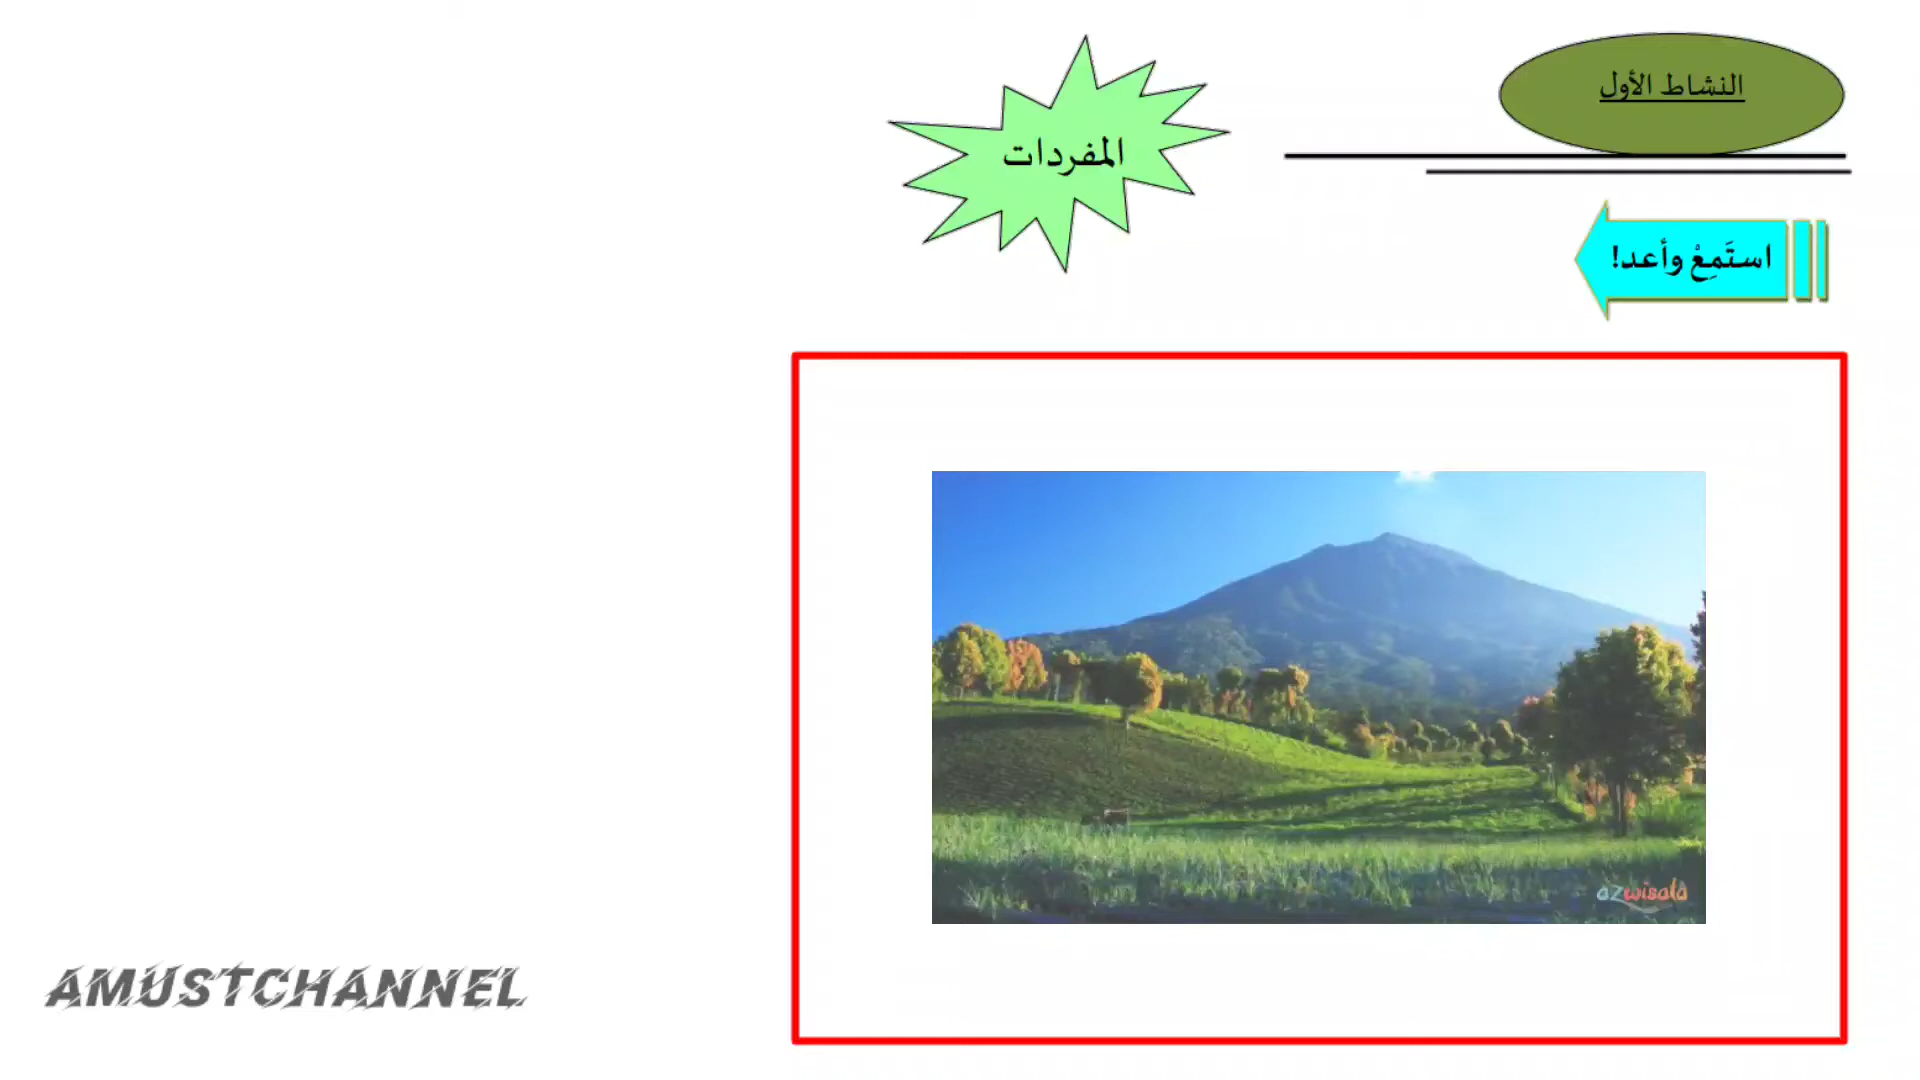 النشاط الأول
المفردات
استَمِعْ وأعد!
azwisata
AMUSTCHANNEL